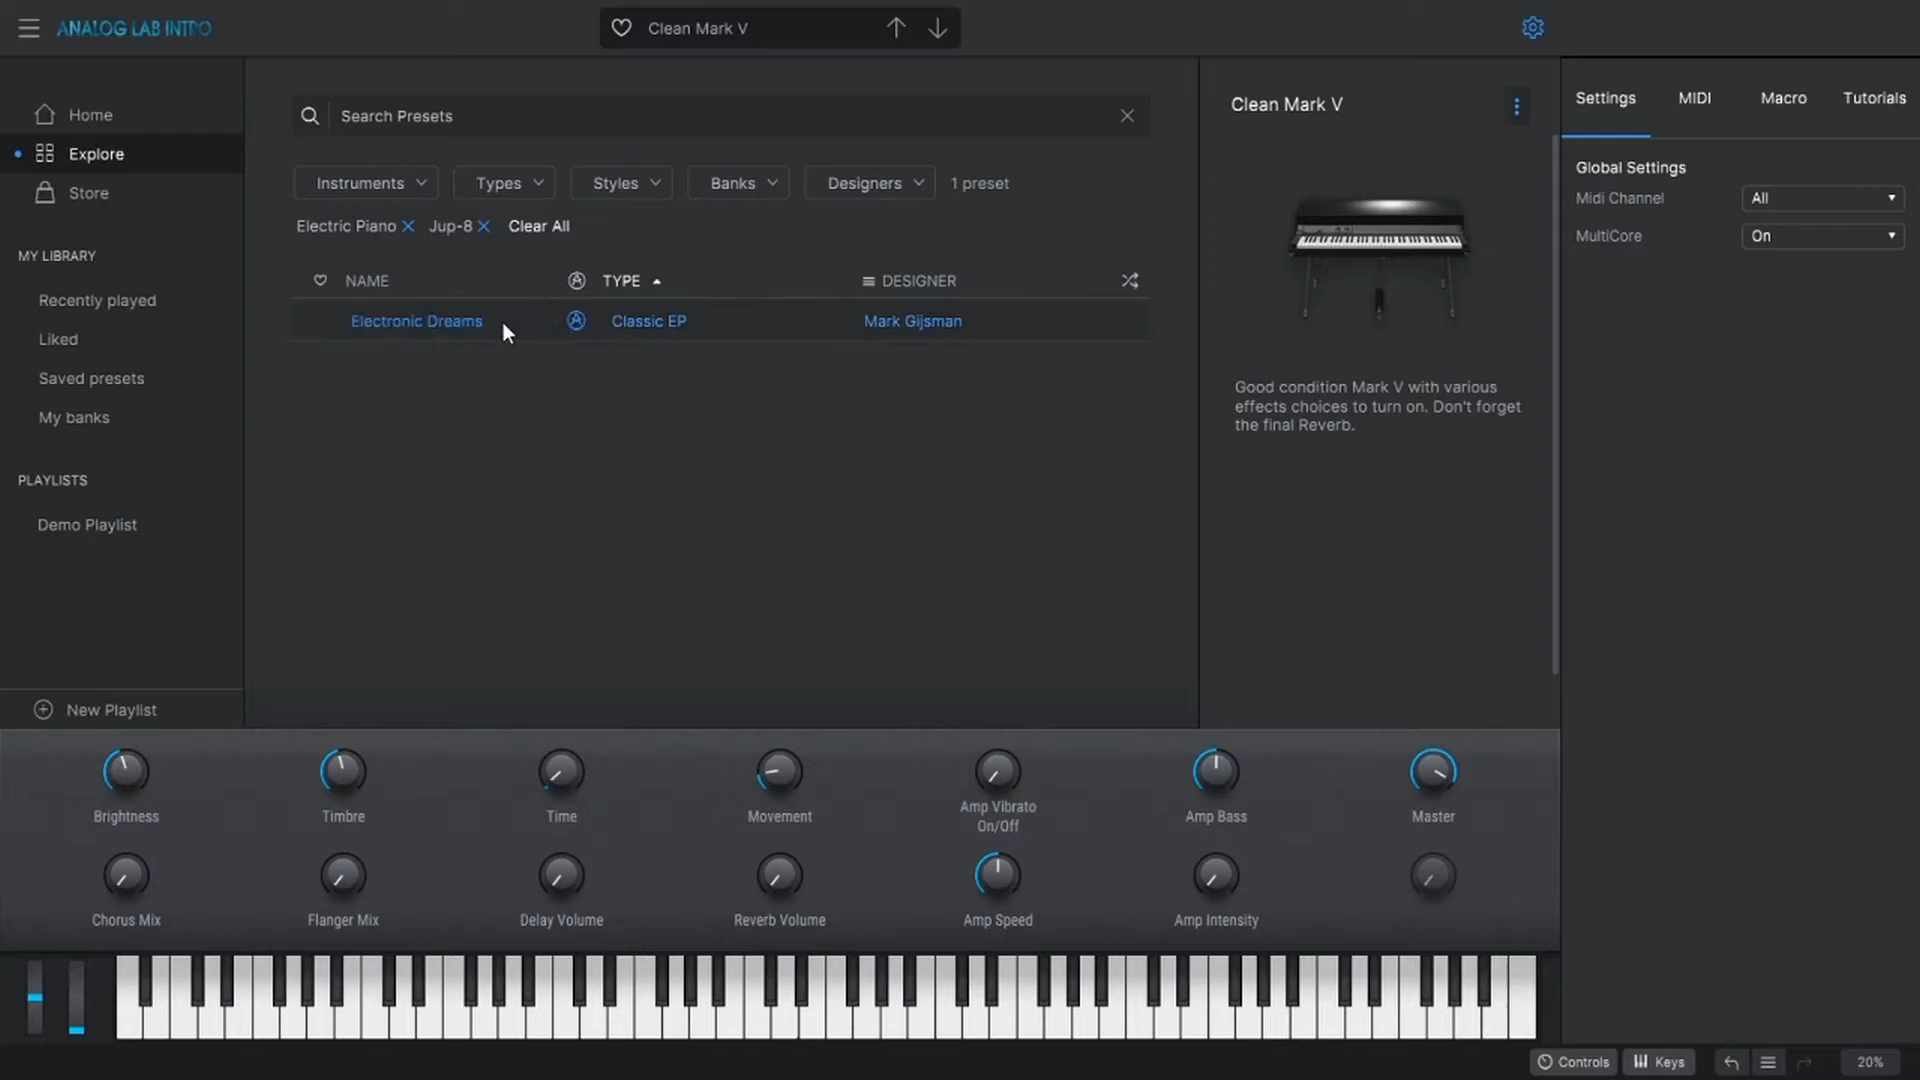 ANALOG LAB INTRO
Clean Mark V
Home
Explore
Store
MY LIBRARY
Recently played
Liked
Saved presets
My banks
PLAYLISTS
Demo Playlist
New Playlist
Search Presets
Instruments Types Styles Banks Designers 1 preset
Electric Piano Jup-8 Clear All
NAME TYPE DESIGNER
Electronic Dreams Classic EP Mark Gijsman
Clean Mark V
Good condition Mark V with various
effects choices to turn on. Don't forget
the final Reverb.
Settings MIDI Macro Tutorials
Global Settings
Midi Channel All
MultiCore On
Brightness Timbre Time Movement Amp Vibrato On/Off Amp Bass Master
Chorus Mix Flanger Mix Delay Volume Reverb Volume Amp Speed Amp Intensity
Controls Keys 20%